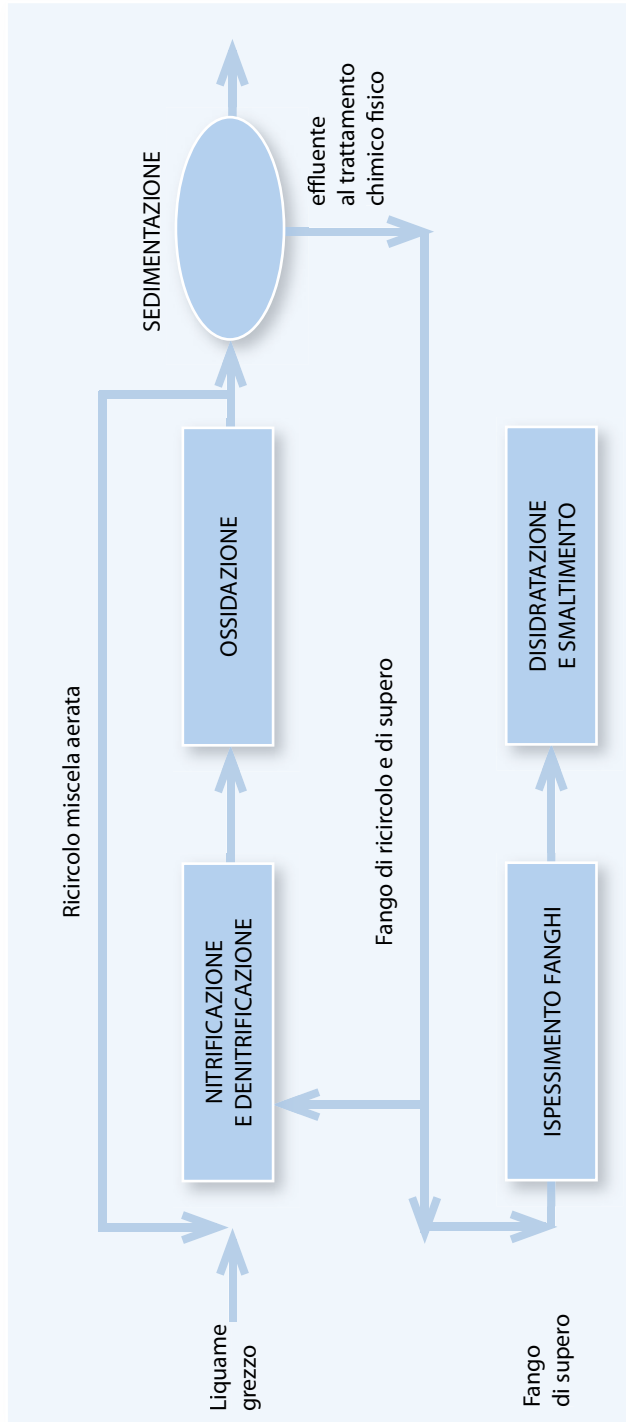 Ricircolo miscela aerata
SEDIMENTAZIONE
Liquame
grezzo
NITRIFICAZIONE
E DENITRIFICAZIONE
OSSIDAZIONE
effluente
al trattamento
chimico fisico
Fango di ricircolo e di supero
Fango
di supero
ISPESSIMENTO FANGHI
DISIDRATAZIONE
E SMALTIMENTO